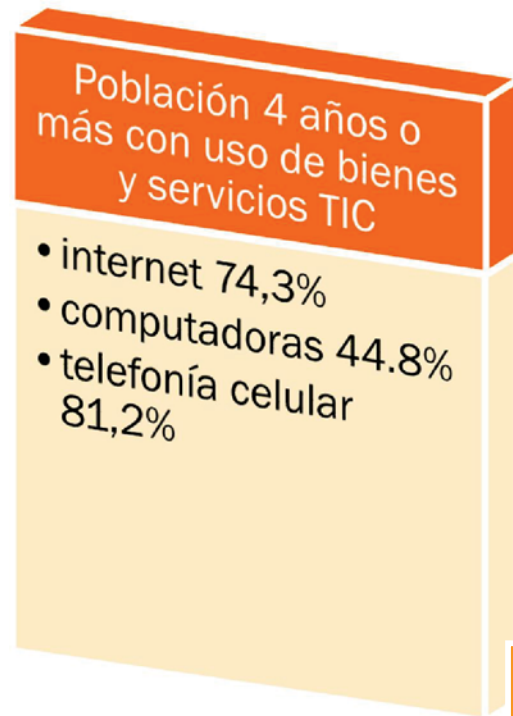 Población 4 años o
más con uso de bienes
y servicios TIC
• internet 74,3%
• computadoras 44.8%
• telefonía celular
81,2%